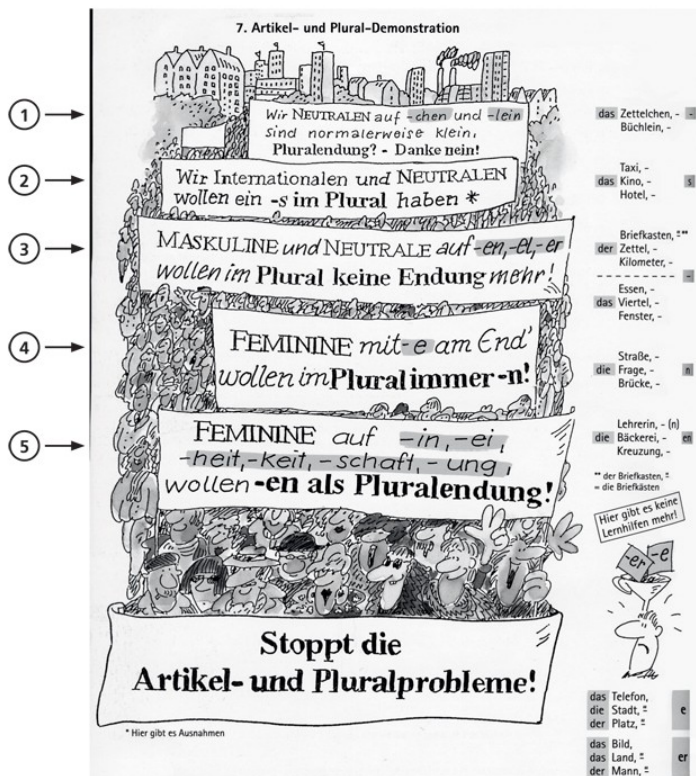 7. Artikel- und Plural-Demonstration
1
Wir NEUTRALEN auf -chen und -lein
sind normalerweise klein,
Pluralendung? - Danke nein!
2
Wir Internationalen und NEUTRALEN
wollen ein -s im Plural haben *
3
MASKULINE und NEUTRALE auf -en,-el,-er
wollen im Plural keine Endung mehr!
4
FEMININE mit -e am End'
wollen im Plural immer -n!
5
FEMININE auf -in, -ei,
-heit, -keit, -schaft, -ung,
wollen -en als Pluralendung!
Stoppt die
Artikel- und Pluralprobleme!
* Hier gibt es Ausnahmen
das Zettelchen, - -
Büchlein, -
Taxi, -
das Kino, - s
Hotel, -
Briefkasten, ⸚**
der Zettel, -
Kilometer, -
-
Essen, -
das Viertel, -
Fenster, -
Straße, -
die Frage, - n
Brücke, -
Lehrerin, - (n)
die Bäckerei, - en
Kreuzung, -
** der Briefkasten, ⸚
= die Briefkästen
Hier gibt es keine
Lernhilfen mehr!
-er -e
das Telefon,
die Stadt, ⸚ e
der Platz, ⸚
das Bild,
das Land, ⸚ er
der Mann, ⸚